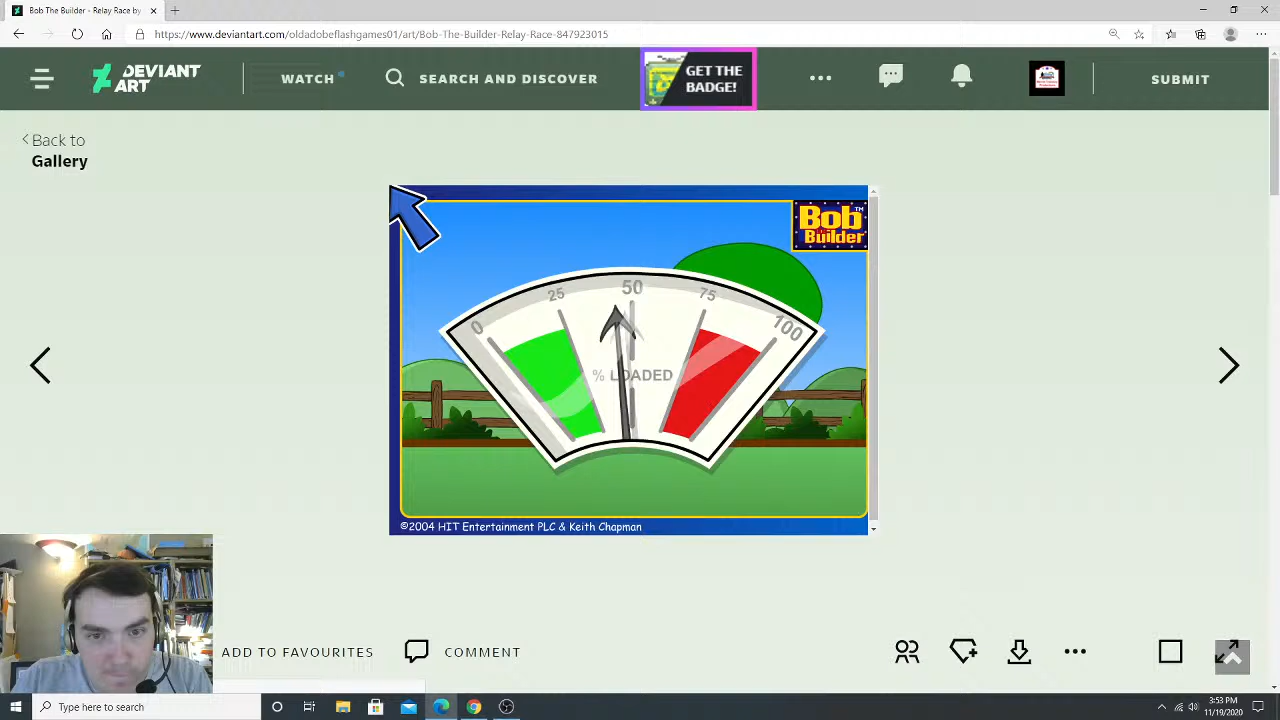 Bob The Builder - Relay Race by
https://www.deviantart.com/oldadobeflashgames01/art/Bob-The-Builder-Relay-Race-847923015
DEVIANT
ART
WATCH
SEARCH AND DISCOVER
GET THE
BADGE!
SUBMIT
Back to
Gallery
Bob™
the
Builder
0
25
50
75
100
% LOADED
©2004 HIT Entertainment PLC & Keith Chapman
ADD TO FAVOURITES
COMMENT
Type here to search
3:53 PM
11/19/2020